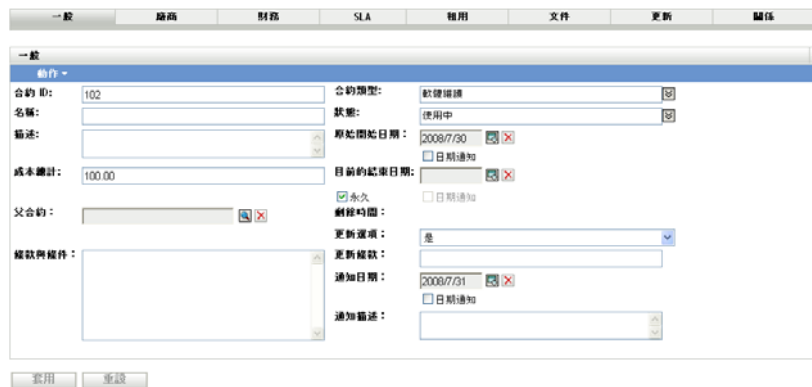 一般 廠商 財務 SLA 租用 文件 更新 關係
一般
動作
合約 ID: 102 合約類型: 軟體維護
名稱: 狀態: 使用中
描述: 原始開始日期: 2008/7/30
日期通知
成本總計: 100.00 目前的結束日期:
永久 日期通知
父合約: 剩餘時間:
更新選項: 是
條款與條件: 更新條款:
通知日期: 2008/7/31
日期通知
通知描述:
套用 重設